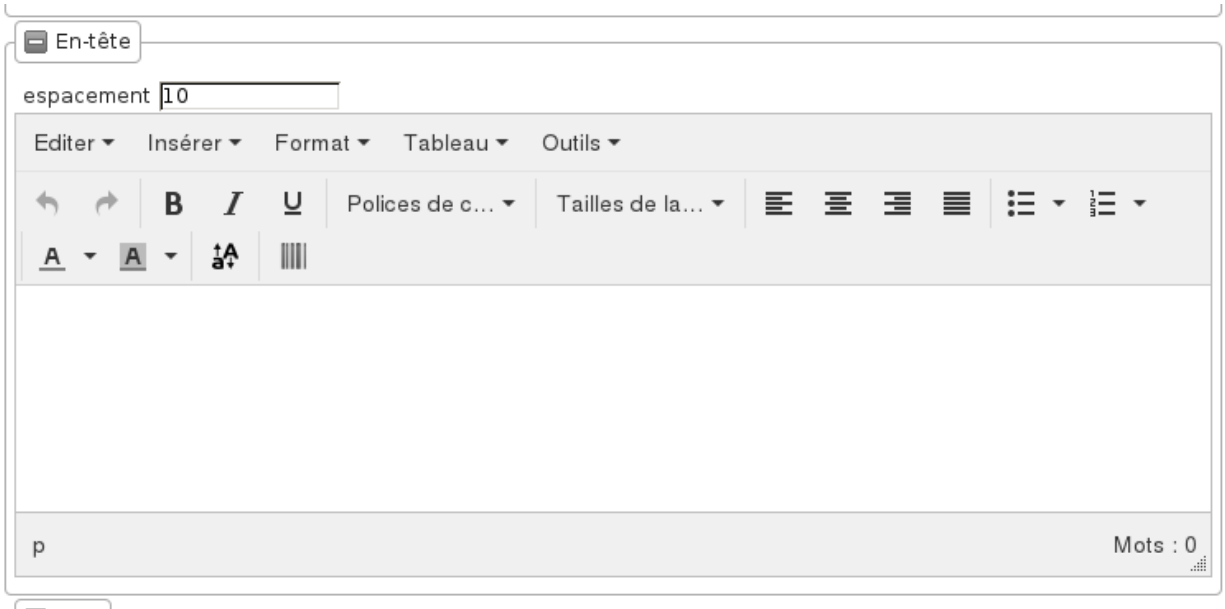 En-tête
espacement 10
Editer Insérer Format Tableau Outils
B I U Polices de c... Tailles de la...
A A
p Mots : 0